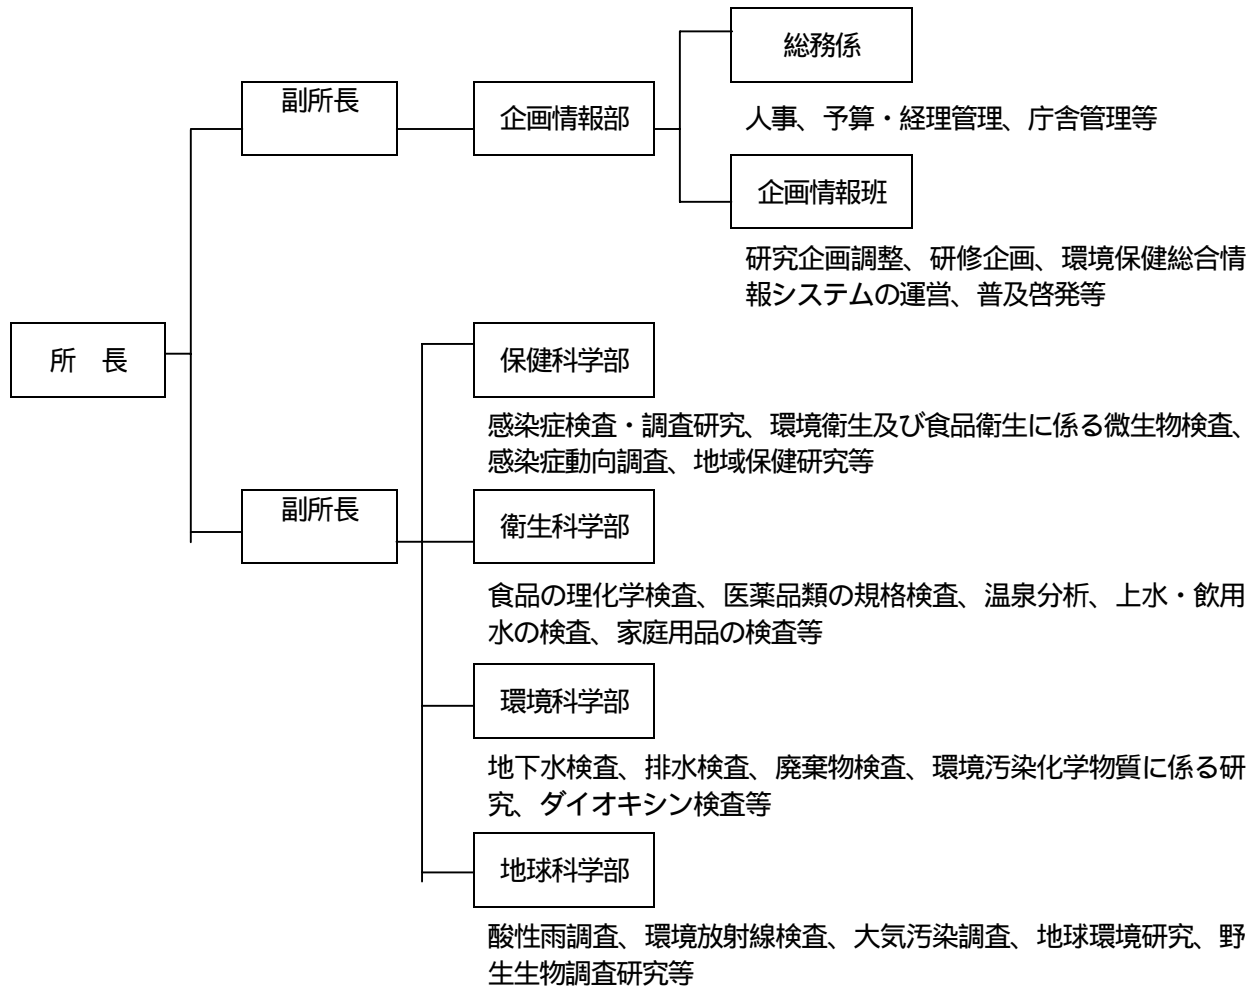 総務係
副所長
企画情報部
人事、予算・経理管理、庁舎管理等
企画情報班
研究企画調整、研修企画、環境保健総合情
報システムの運営、普及啓発等
所　長
保健科学部
感染症検査・調査研究、環境衛生及び食品衛生に係る微生物検査、
感染症動向調査、地域保健研究等
副所長
衛生科学部
食品の理化学検査、医薬品類の規格検査、温泉分析、上水・飲用
水の検査、家庭用品の検査等
環境科学部
地下水検査、排水検査、廃棄物検査、環境汚染化学物質に係る研
究、ダイオキシン検査等
地球科学部
酸性雨調査、環境放射線検査、大気汚染調査、地球環境研究、野
生生物調査研究等